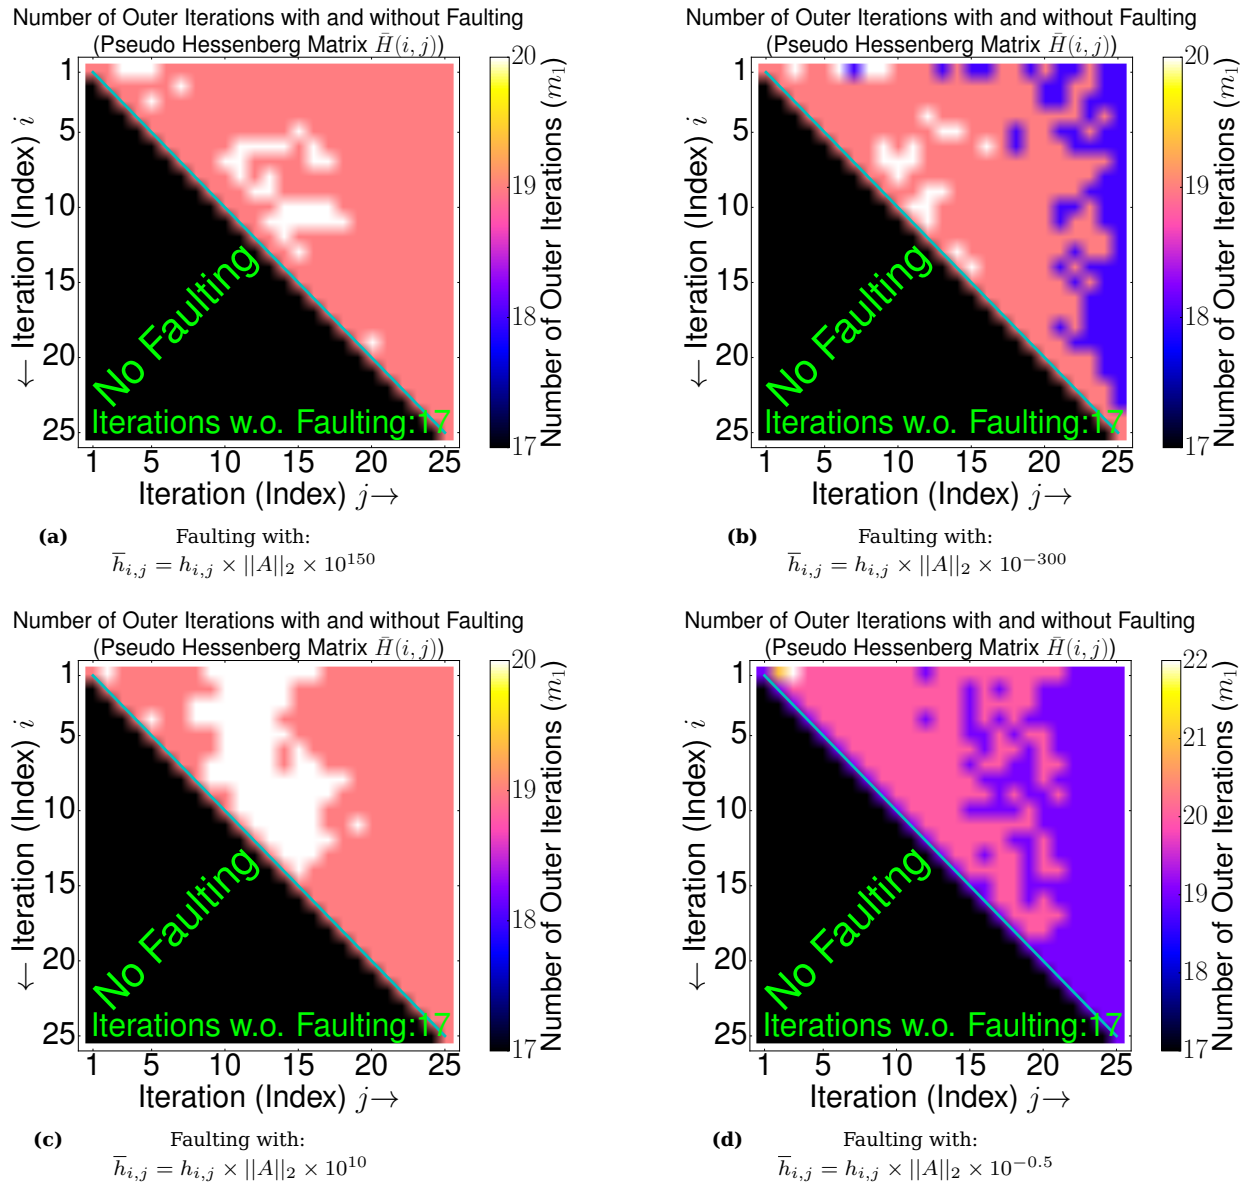 Number of Outer Iterations with and without Faulting
(Pseudo Hessenberg Matrix H̄(i, j))
1
5
10
15
20
25
← Iteration (Index) i
No Faulting
Iterations w.o. Faulting:17
1 5 10 15 20 25
Iteration (Index) j→
20
19
18
17
Number of Outer Iterations (m₁)
(a) Faulting with:
h̅ᵢ,ⱼ = hᵢ,ⱼ × ||A||₂ × 10¹⁵⁰
Number of Outer Iterations with and without Faulting
(Pseudo Hessenberg Matrix H̄(i, j))
1
5
10
15
20
25
← Iteration (Index) i
No Faulting
Iterations w.o. Faulting:17
1 5 10 15 20 25
Iteration (Index) j→
20
19
18
17
Number of Outer Iterations (m₁)
(b) Faulting with:
h̅ᵢ,ⱼ = hᵢ,ⱼ × ||A||₂ × 10⁻³⁰⁰
Number of Outer Iterations with and without Faulting
(Pseudo Hessenberg Matrix H̄(i, j))
1
5
10
15
20
25
← Iteration (Index) i
No Faulting
Iterations w.o. Faulting:17
1 5 10 15 20 25
Iteration (Index) j→
20
19
18
17
Number of Outer Iterations (m₁)
(c) Faulting with:
h̅ᵢ,ⱼ = hᵢ,ⱼ × ||A||₂ × 10¹⁰
Number of Outer Iterations with and without Faulting
(Pseudo Hessenberg Matrix H̄(i, j))
1
5
10
15
20
25
← Iteration (Index) i
No Faulting
Iterations w.o. Faulting:17
1 5 10 15 20 25
Iteration (Index) j→
22
21
20
19
18
17
Number of Outer Iterations (m₁)
(d) Faulting with:
h̅ᵢ,ⱼ = hᵢ,ⱼ × ||A||₂ × 10⁻⁰·⁵